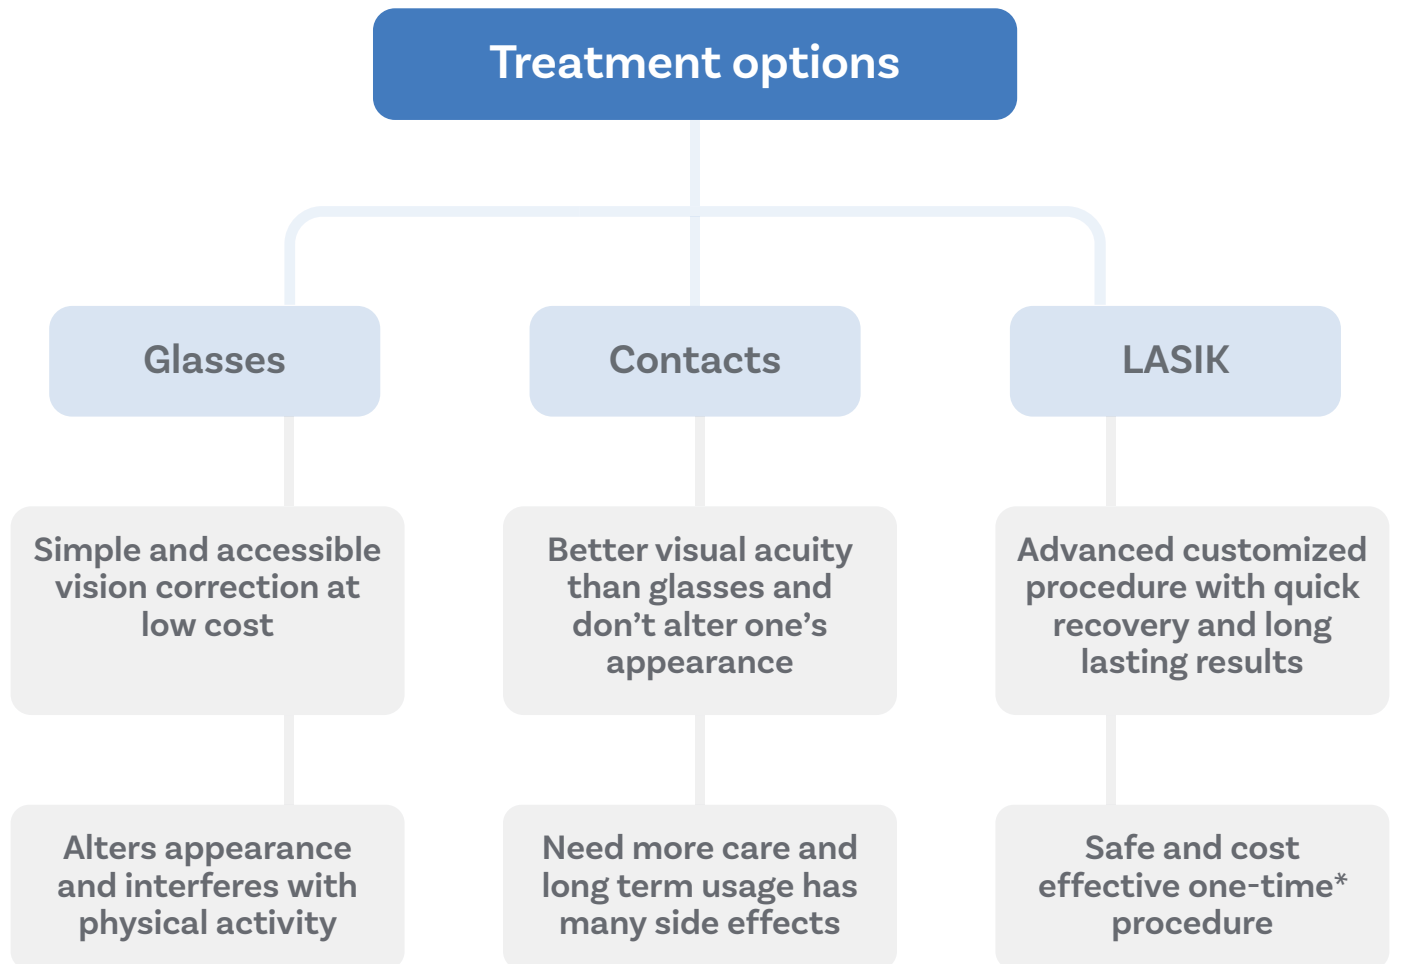 Treatment options
Glasses
Contacts
LASIK
Simple and accessible
vision correction at
low cost
Better visual acuity
than glasses and
don’t alter one’s
appearance
Advanced customized
procedure with quick
recovery and long
lasting results
Alters appearance
and interferes with
physical activity
Need more care and
long term usage has
many side effects
Safe and cost
effective one-time*
procedure